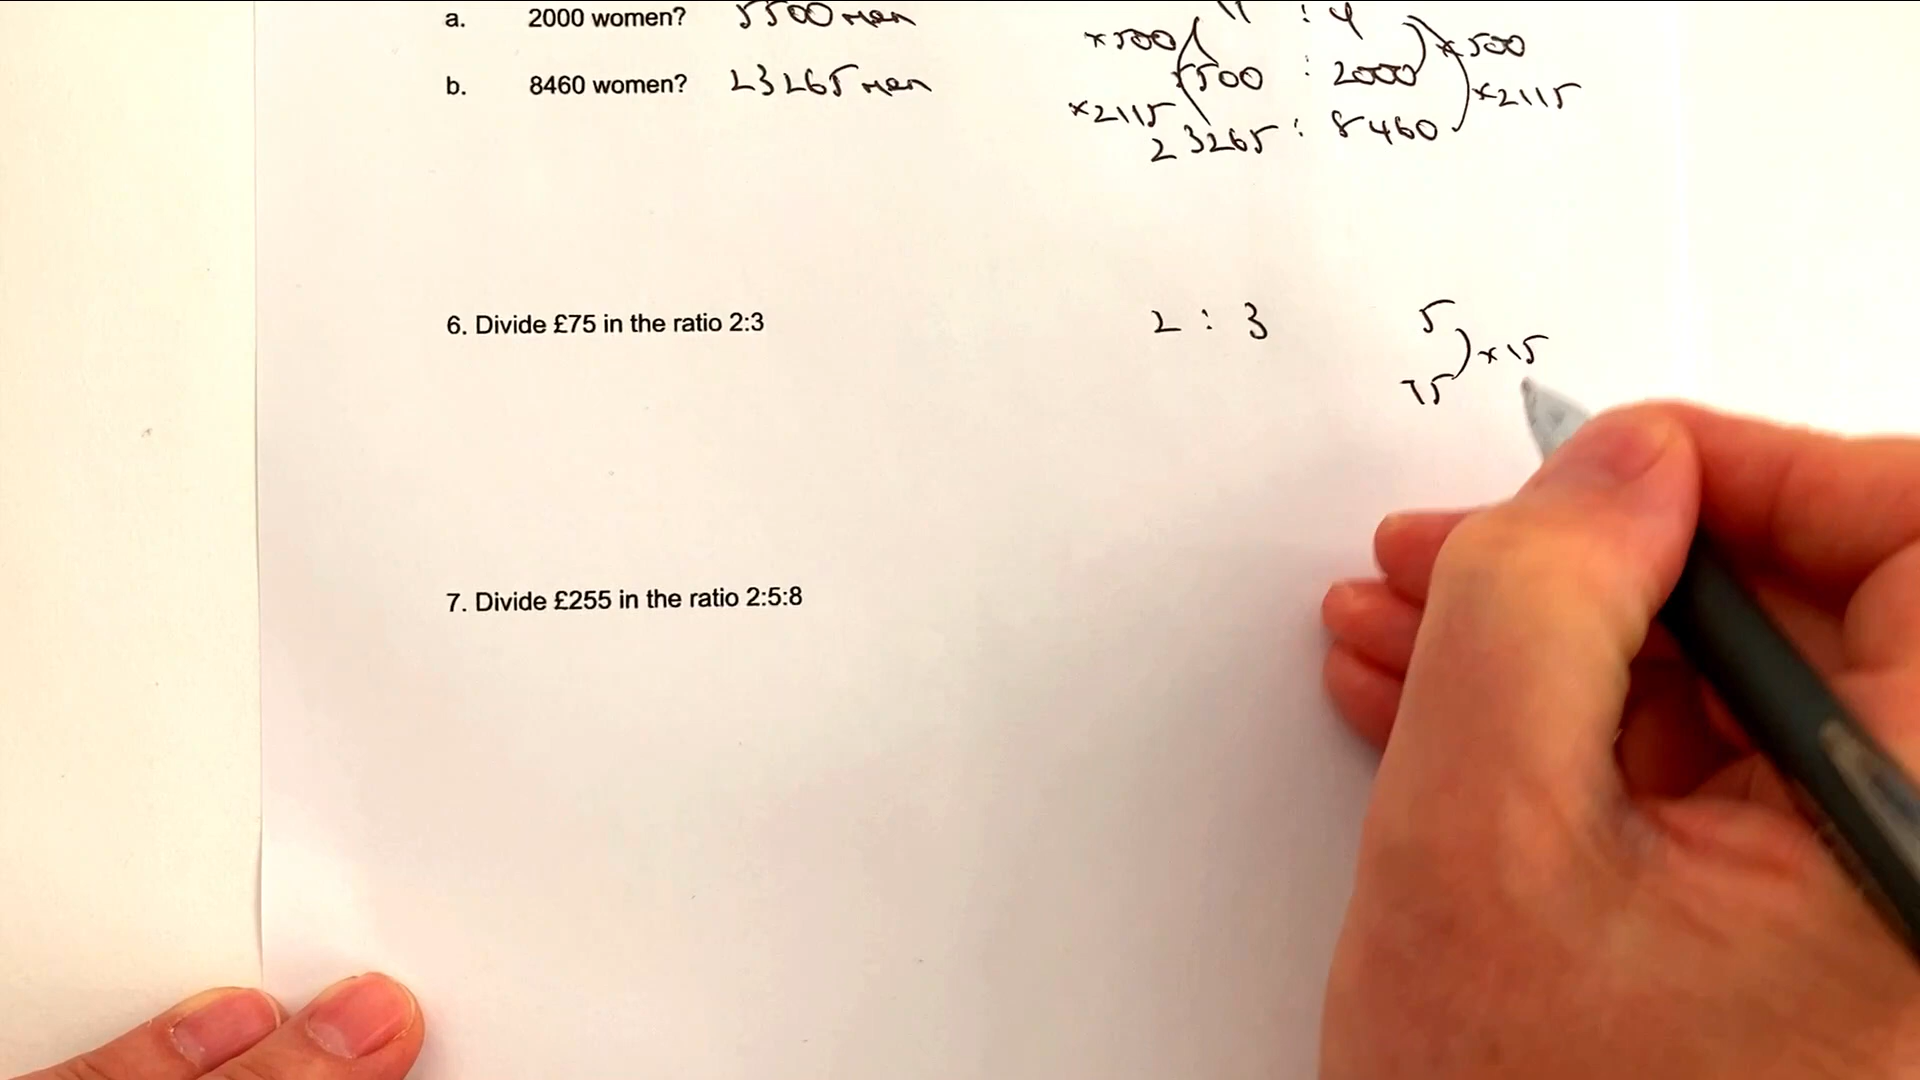 11 : 4
a. 2000 women? 5500 men
×500 ×500
5500 : 2000
b. 8460 women? 23265 men
×2115 ×2115
23265 : 8460
6. Divide £75 in the ratio 2:3
2 : 3 5
×15
75
7. Divide £255 in the ratio 2:5:8